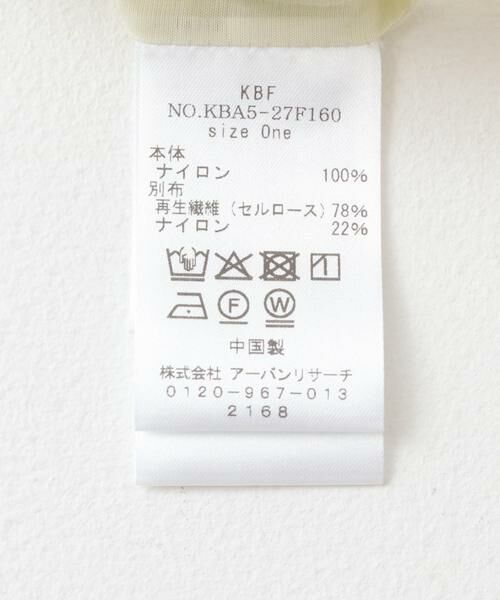 KBF
NO.KBA5-27F160
size One
本体
ナイロン 100%
別布
再生繊維（セルロース）78%
ナイロン 22%
F W
中国製
株式会社 アーバンリサーチ
0120-967-013
2168